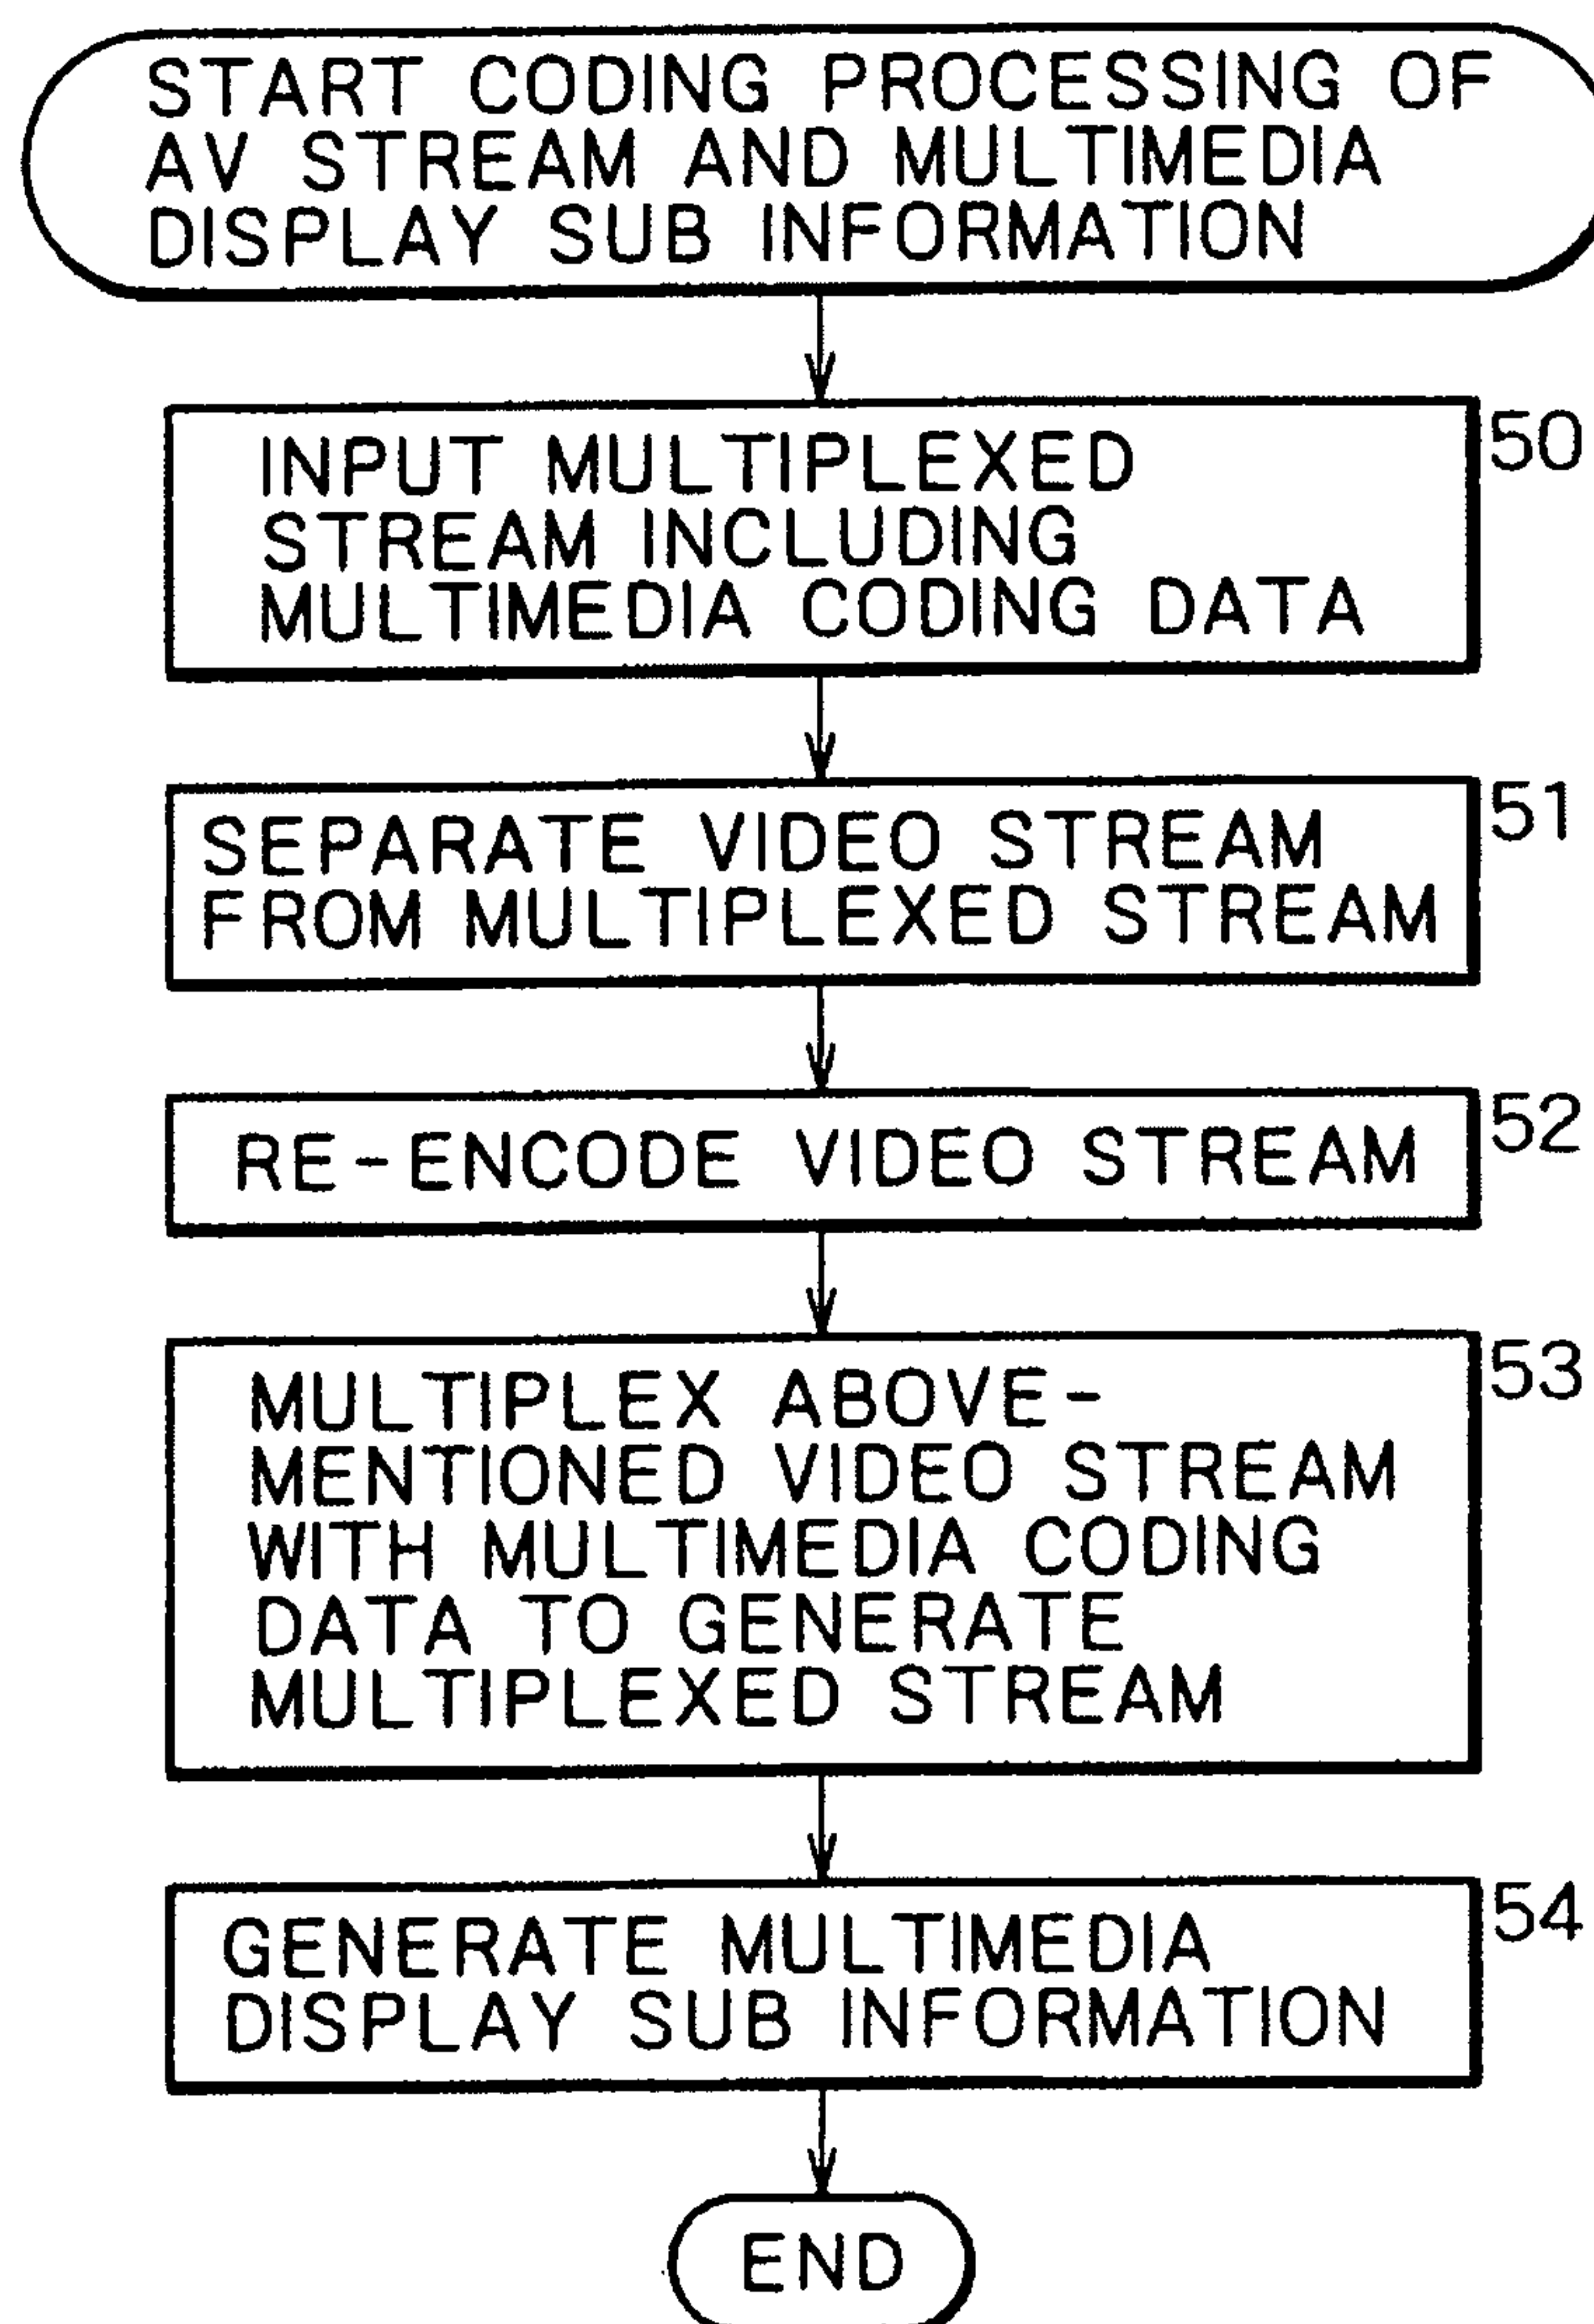 START CODING PROCESSING OF
AV STREAM AND MULTIMEDIA
DISPLAY SUB INFORMATION
INPUT MULTIPLEXED
STREAM INCLUDING
MULTIMEDIA CODING DATA
50
SEPARATE VIDEO STREAM
FROM MULTIPLEXED STREAM
51
RE-ENCODE VIDEO STREAM
52
MULTIPLEX ABOVE-
MENTIONED VIDEO STREAM
WITH MULTIMEDIA CODING
DATA TO GENERATE
MULTIPLEXED STREAM
53
GENERATE MULTIMEDIA
DISPLAY SUB INFORMATION
54
END